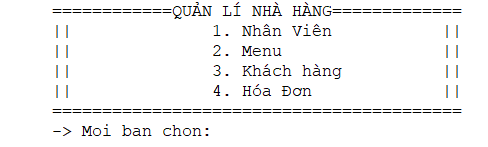 ============QUẢN LÍ NHÀ HÀNG=============
||              1. Nhân Viên           ||
||              2. Menu                ||
||              3. Khách hàng          ||
||              4. Hóa Đơn             ||
=========================================
-> Moi ban chon: